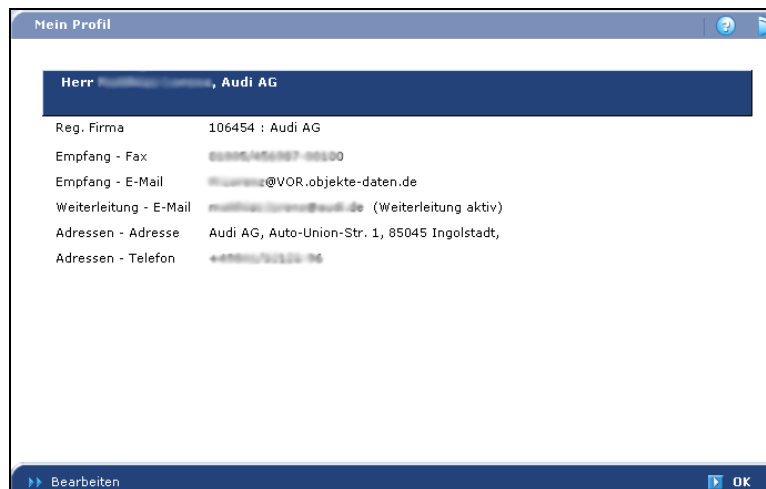 Mein Profil
Herr , Audi AG
Reg. Firma 106454 : Audi AG
Empfang - Fax
Empfang - E-Mail @VOR.objekte-daten.de
Weiterleitung - E-Mail (Weiterleitung aktiv)
Adressen - Adresse Audi AG, Auto-Union-Str. 1, 85045 Ingolstadt,
Adressen - Telefon
Bearbeiten OK